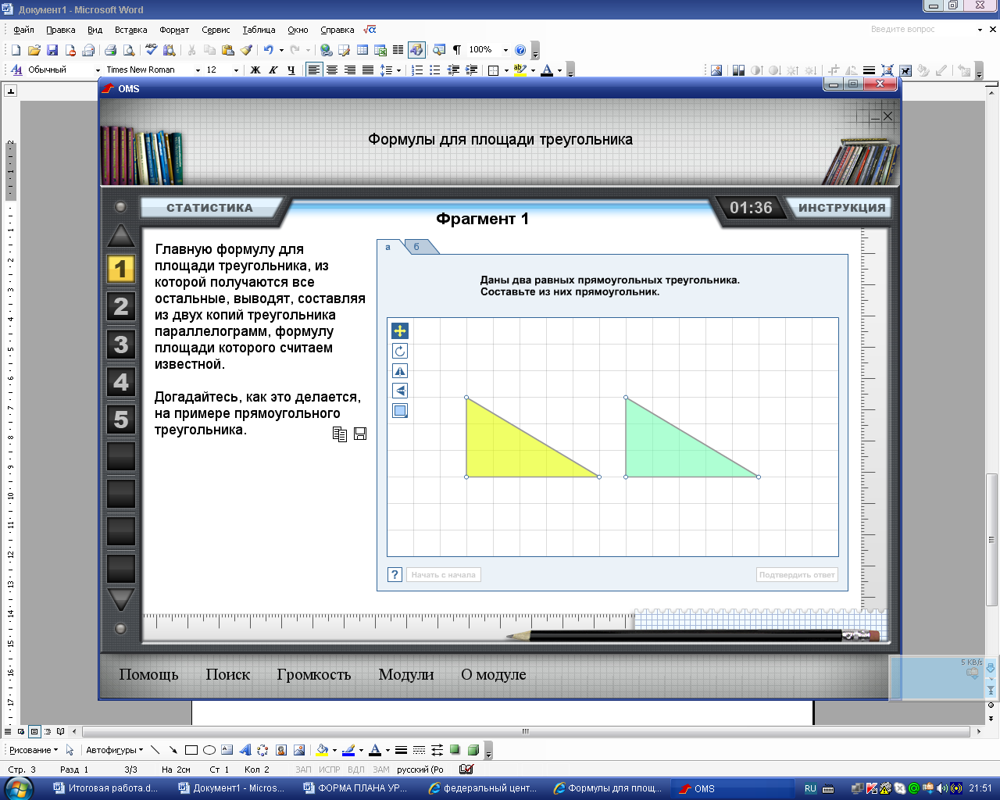 Документ1 - Microsoft Word
Файл Правка Вид Вставка Формат Сервис Таблица Окно Справка √α
Введите вопрос
100%
Обычный Times New Roman 12 Ж К Ч
OMS
Формулы для площади треугольника
СТАТИСТИКА
01:36
ИНСТРУКЦИЯ
Фрагмент 1
1
2
3
4
5
Главную формулу для
площади треугольника, из
которой получаются все
остальные, выводят, составляя
из двух копий треугольника
параллелограмм, формулу
площади которого считаем
известной.
Догадайтесь, как это делается,
на примере прямоугольного
треугольника.
а б
Даны два равных прямоугольных треугольника.
Составьте из них прямоугольник.
? Начать с начала Подтвердить ответ
Помощь Поиск Громкость Модули О модуле
5 KB/s
Рисование Автофигуры
Стр. 3 Разд 1 3/3 На 2см Ст 1 Кол 2 ЗАП ИСПР ВДЛ ЗАМ русский (Ро
Итоговая работа.d... Документ1 - Micros... ФОРМА ПЛАНА УР... федеральный цент... Формулы для площ... OMS RU 21:51